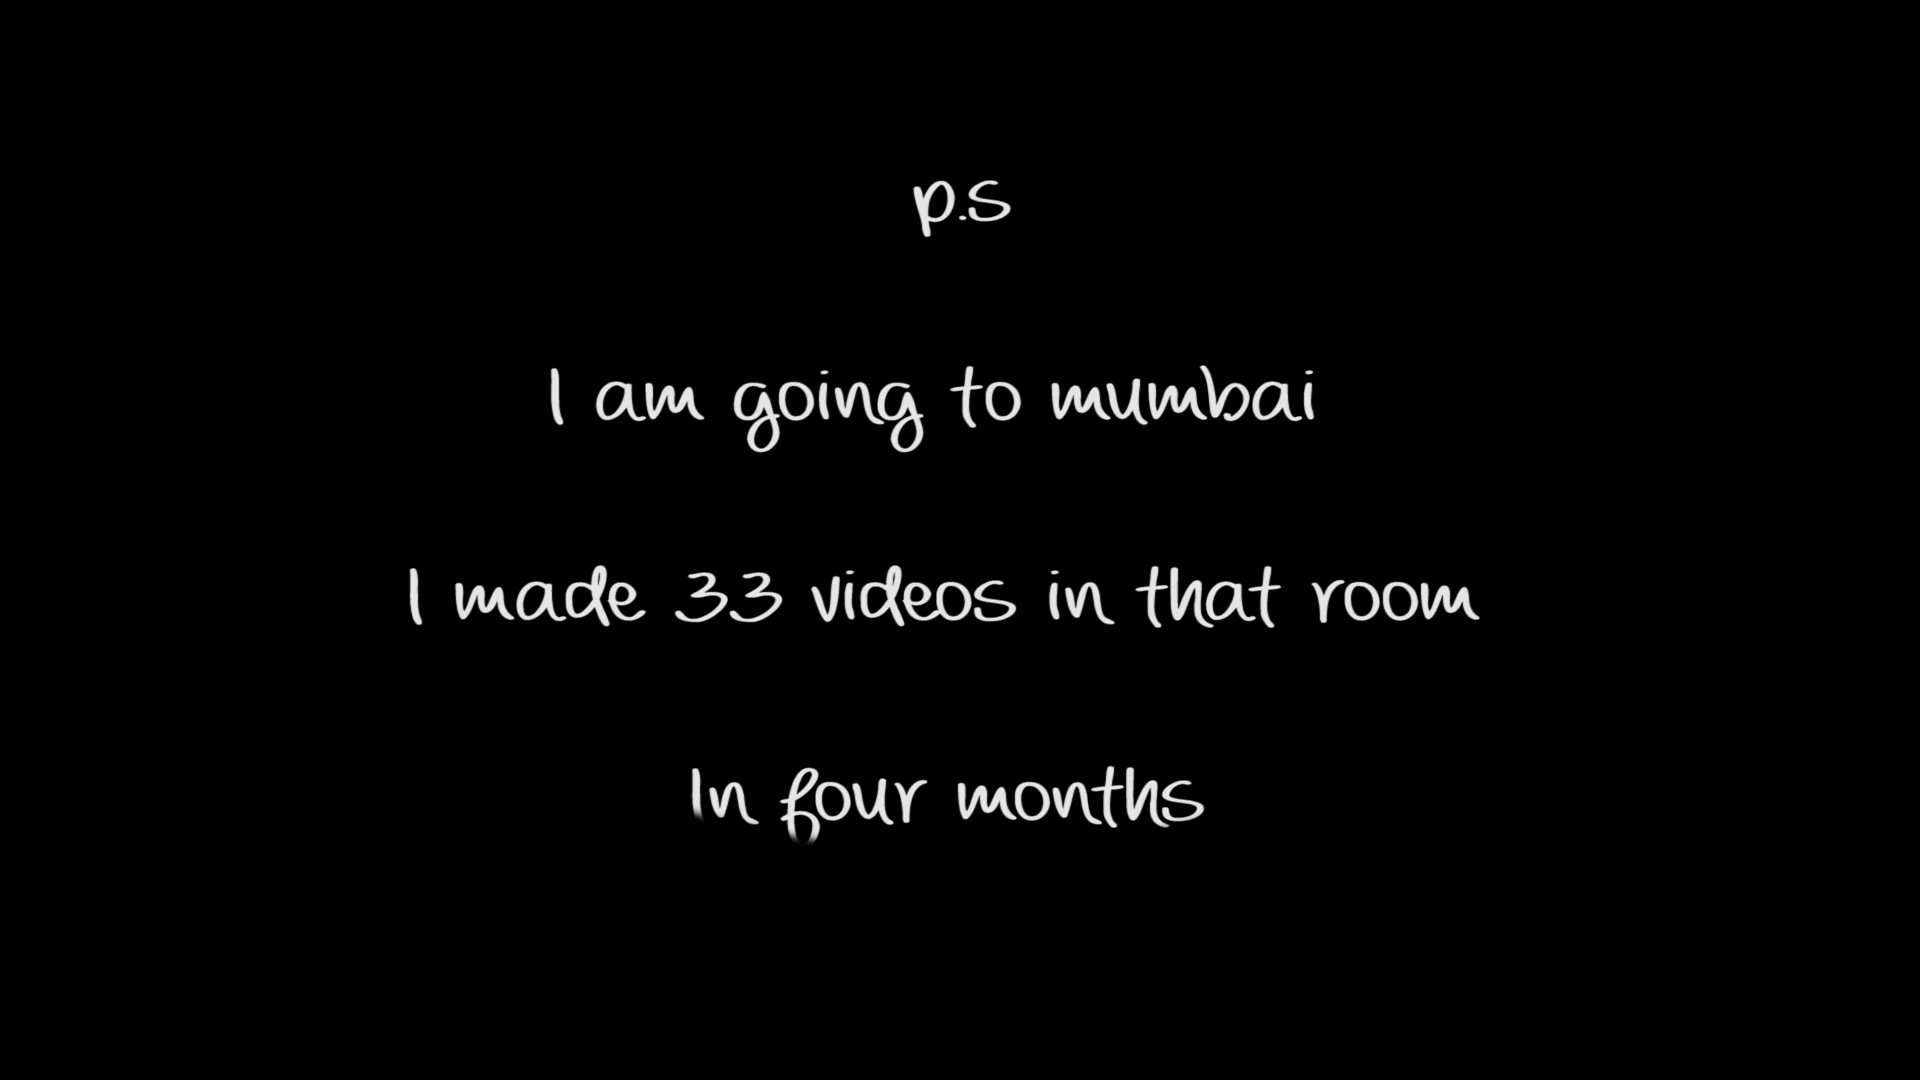 p.s
I am going to mumbai
I made 33 videos in that room
In four months